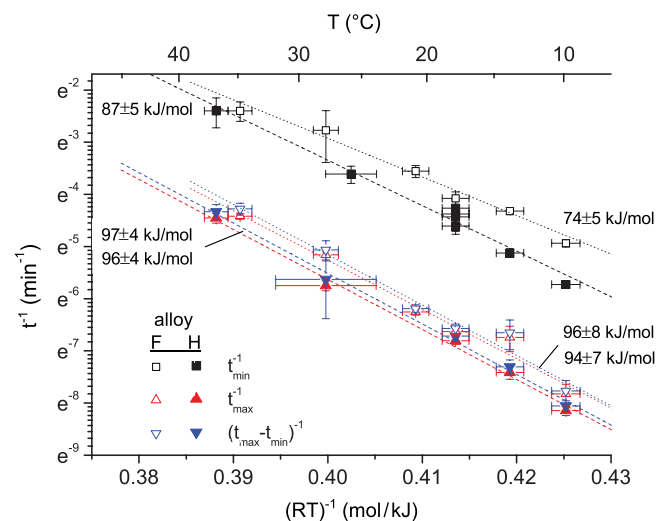 T (°C)
40 30 20 10
e⁻²
e⁻³
e⁻⁴
e⁻⁵
e⁻⁶
e⁻⁷
e⁻⁸
e⁻⁹
t⁻¹ (min⁻¹)
87±5 kJ/mol
74±5 kJ/mol
97±4 kJ/mol
96±4 kJ/mol
96±8 kJ/mol
94±7 kJ/mol
alloy
F H
t⁻¹min
t⁻¹max
(tmax-tmin)⁻¹
0.38 0.39 0.40 0.41 0.42 0.43
(RT)⁻¹ (mol/kJ)